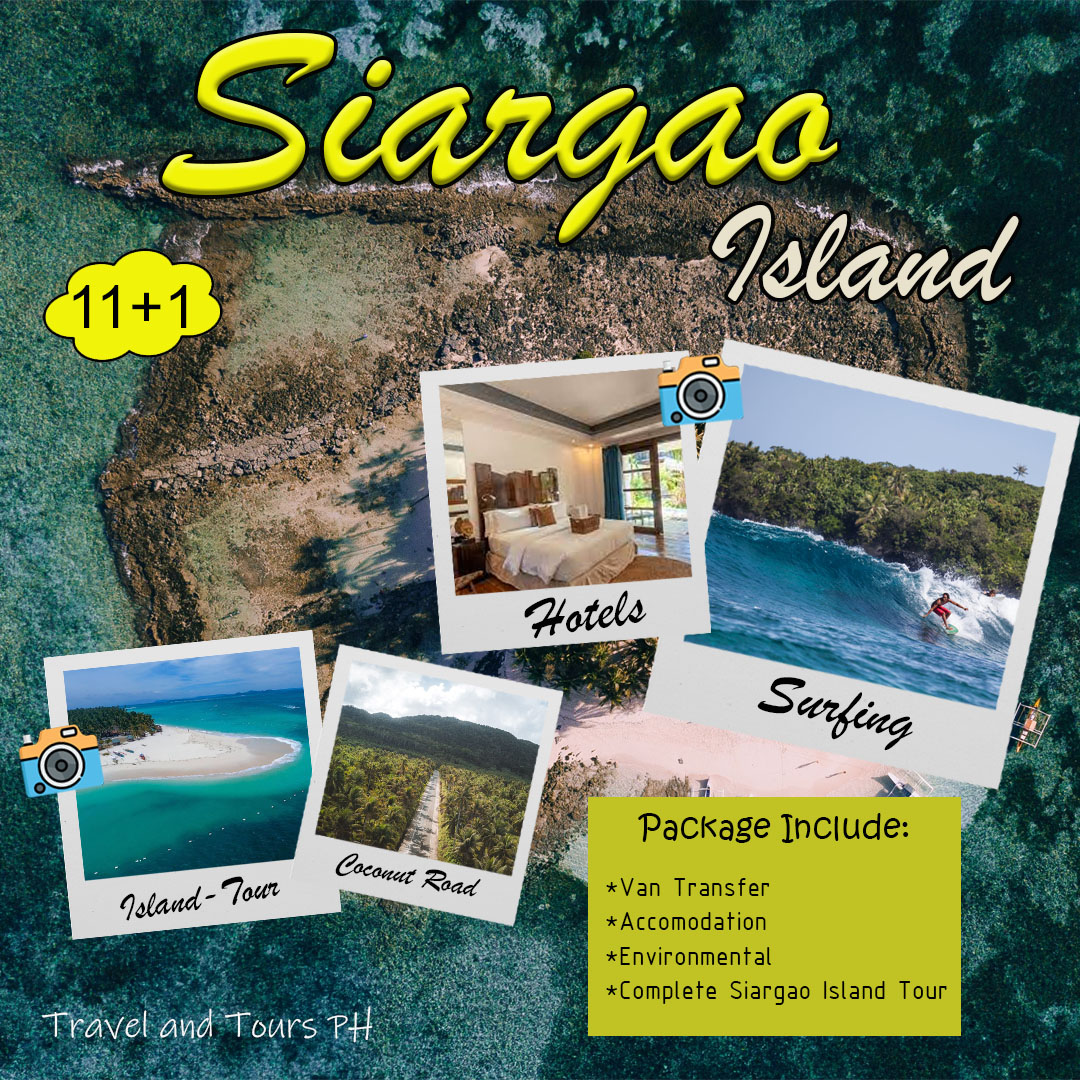 Siargao
Island
11+1
Hotels
Surfing
Island-Tour
Coconut Road
Package Include:
*Van Transfer
*Accomodation
*Environmental
*Complete Siargao Island Tour
Travel and Tours PH